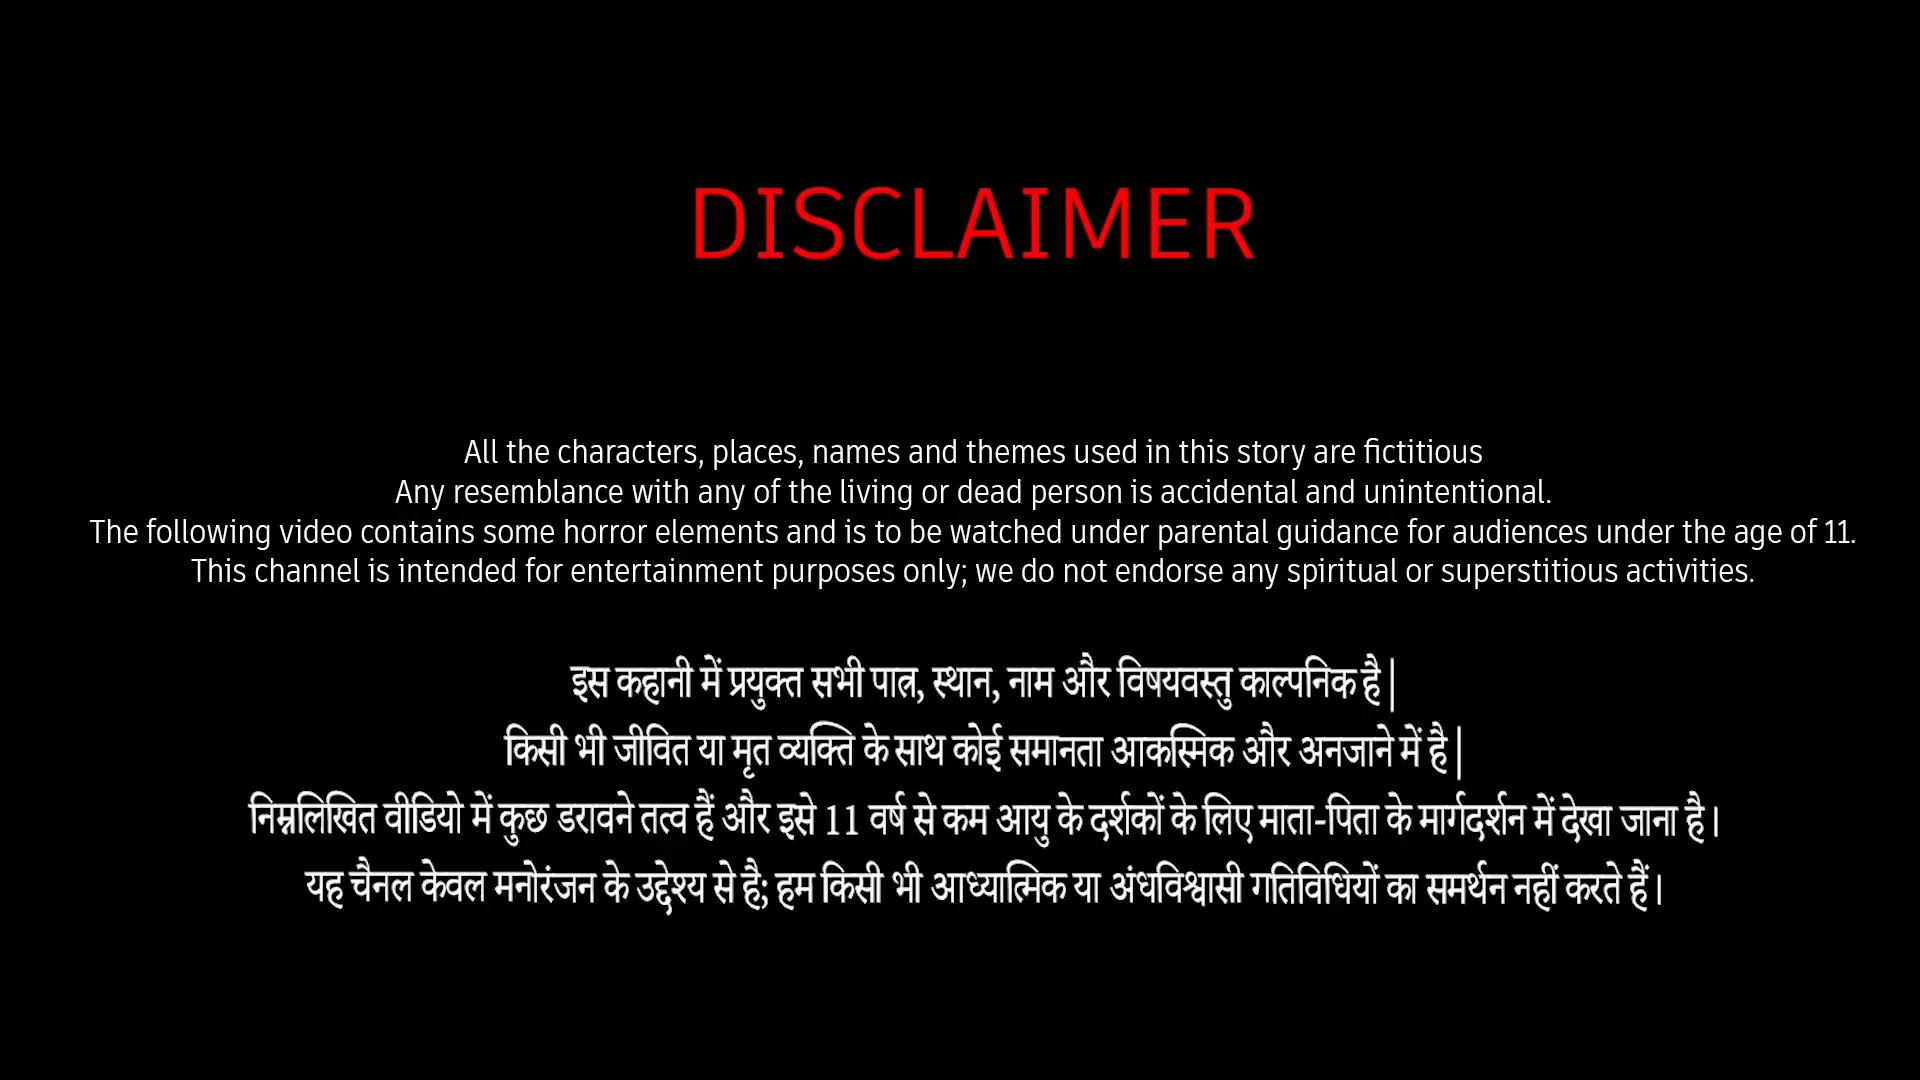 DISCLAIMER
All the characters, places, names and themes used in this story are fictitious
Any resemblance with any of the living or dead person is accidental and unintentional.
The following video contains some horror elements and is to be watched under parental guidance for audiences under the age of 11.
This channel is intended for entertainment purposes only; we do not endorse any spiritual or superstitious activities.
इस कहानी में प्रयुक्त सभी पात्र, स्थान, नाम और विषयवस्तु काल्पनिक है |
किसी भी जीवित या मृत व्यक्ति के साथ कोई समानता आकस्मिक और अनजाने में है |
निम्नलिखित वीडियो में कुछ डरावने तत्व हैं और इसे 11 वर्ष से कम आयु के दर्शकों के लिए माता-पिता के मार्गदर्शन में देखा जाना है।
यह चैनल केवल मनोरंजन के उद्देश्य से है; हम किसी भी आध्यात्मिक या अंधविश्वासी गतिविधियों का समर्थन नहीं करते हैं।